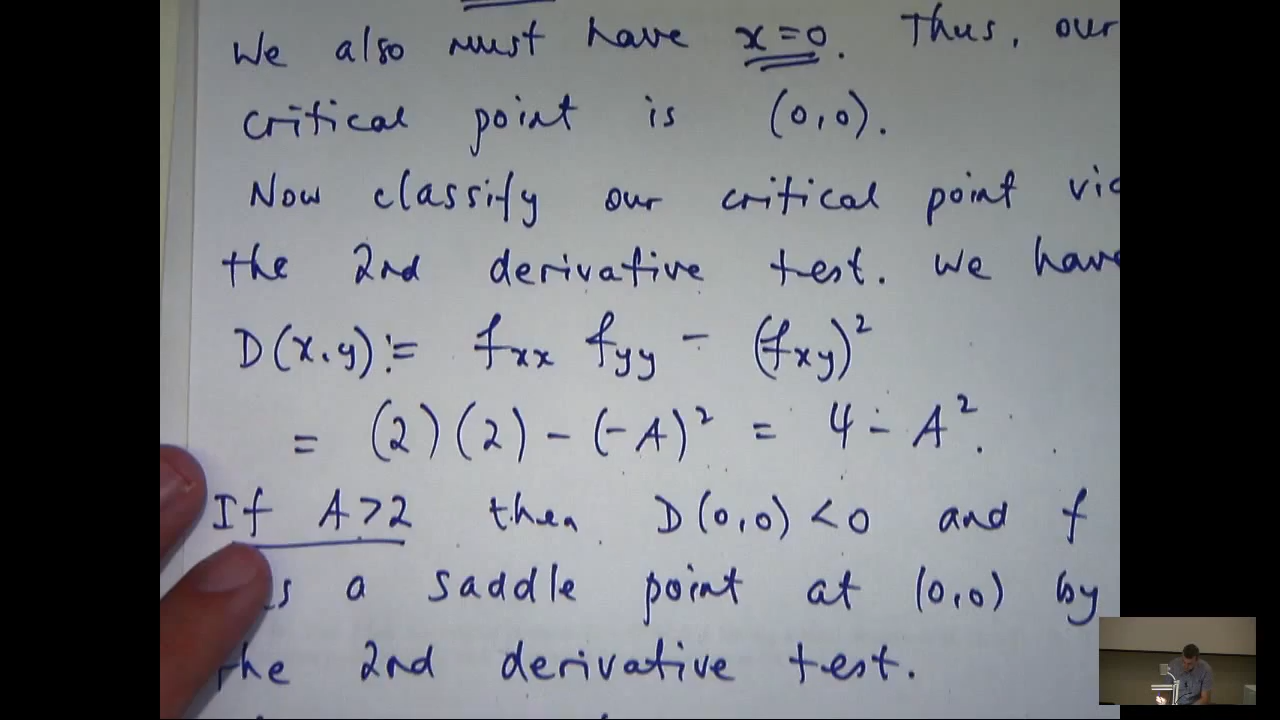 We also must have x=0. Thus, our
critical point is (0,0).
Now classify our critical point
the 2nd derivative test. We have
D(x,y):= fxx fyy - (fxy)²
= (2)(2) - (-A)² = 4 - A².
If A>2 then D(0,0) <0 and f
a saddle point at (0,0) by
the 2nd derivative test.